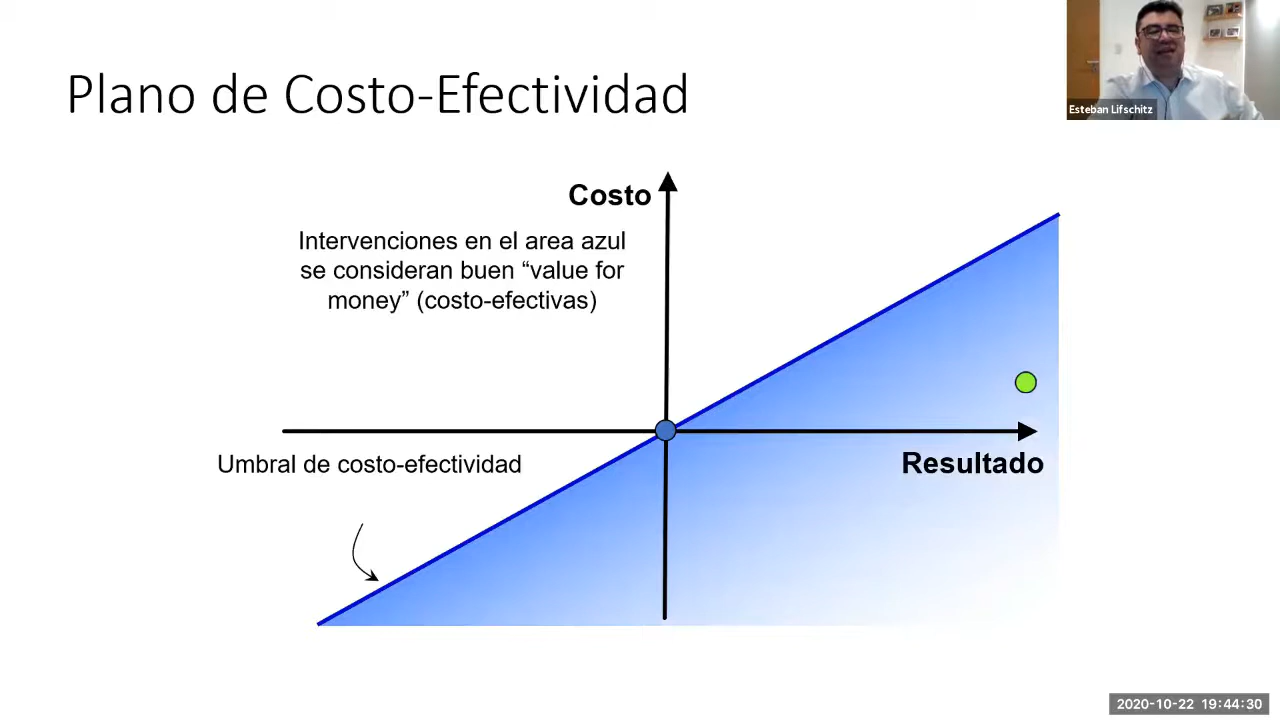 Plano de Costo-Efectividad
Esteban Lifschitz
Costo
Intervenciones en el area azul
se consideran buen “value for
money” (costo-efectivas)
Umbral de costo-efectividad
Resultado
2020-10-22 19:44:30